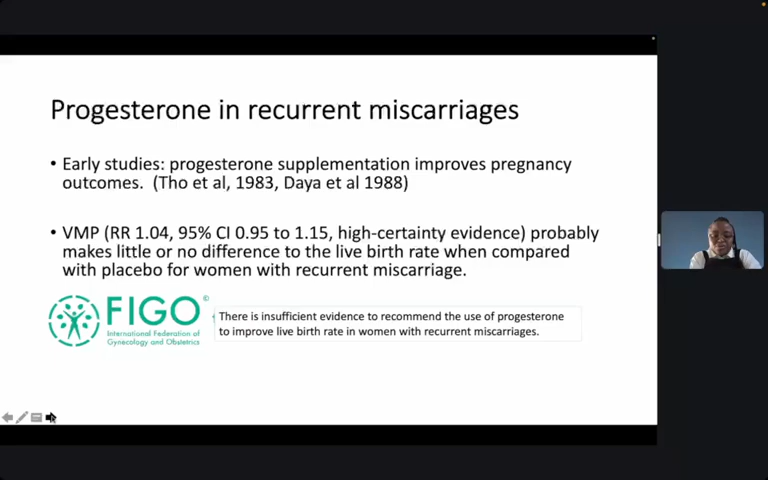 Progesterone in recurrent miscarriages
• Early studies: progesterone supplementation improves pregnancy
outcomes. (Tho et al, 1983, Daya et al 1988)
• VMP (RR 1.04, 95% CI 0.95 to 1.15, high-certainty evidence) probably
makes little or no difference to the live birth rate when compared
with placebo for women with recurrent miscarriage.
FIGO©
International Federation of
Gynecology and Obstetrics
There is insufficient evidence to recommend the use of progesterone
to improve live birth rate in women with recurrent miscarriages.